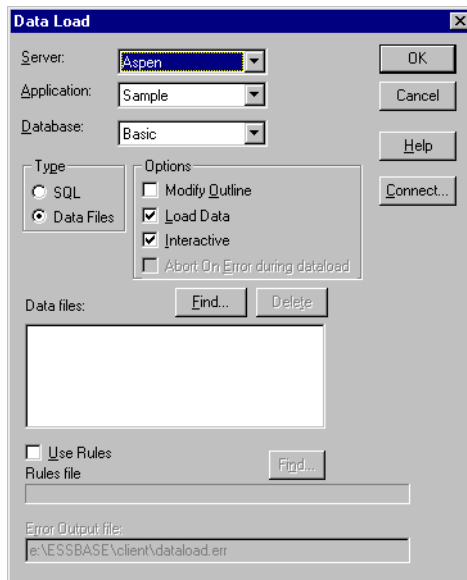 Data Load
Server: Aspen OK
Application: Sample Cancel
Database: Basic
Help
Type Options
SQL Modify Outline Connect...
Data Files Load Data
Interactive
Abort On Error during dataload
Data files: Find... Delete
Use Rules Find...
Rules file
Error Output file:
e:\ESSBASE\client\dataload.err